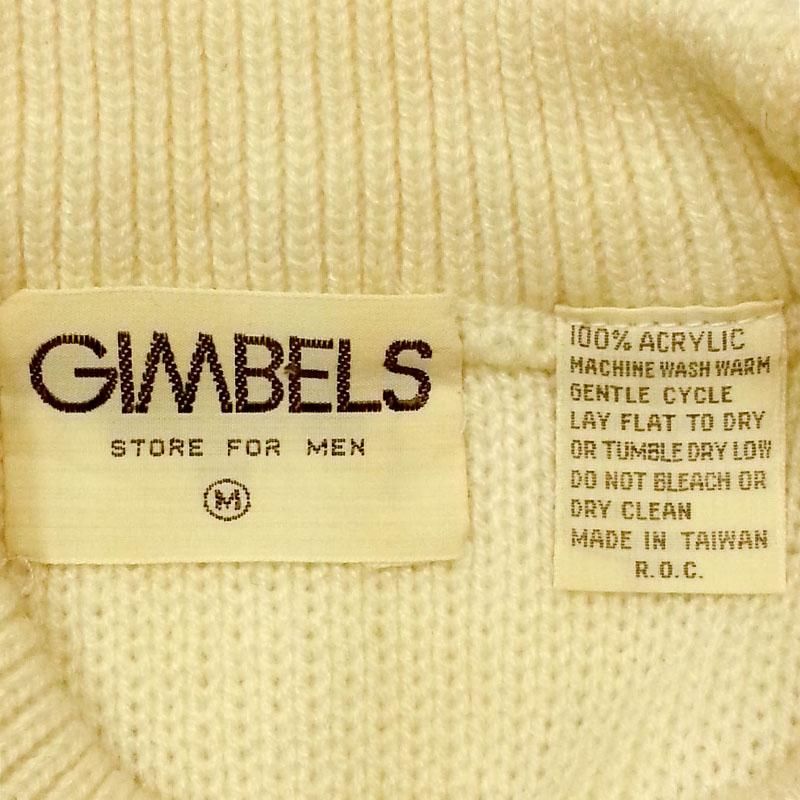 GIMBELS
STORE FOR MEN
M
100% ACRYLIC
MACHINE WASH WARM
GENTLE CYCLE
LAY FLAT TO DRY
OR TUMBLE DRY LOW
DO NOT BLEACH OR
DRY CLEAN
MADE IN TAIWAN
R.O.C.